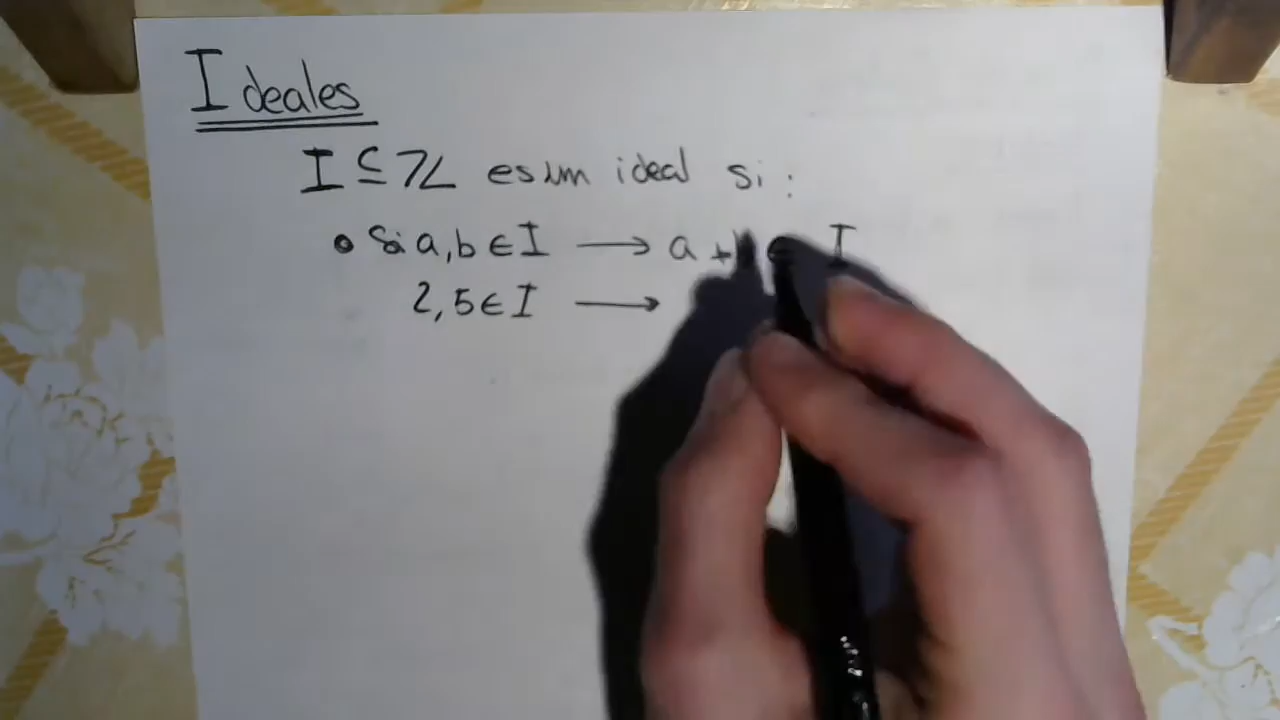 Ideales
I ⊆ ℤ es un ideal si:
• Si a, b ∈ I ⟶ a + b ∈ I
2, 5 ∈ I ⟶